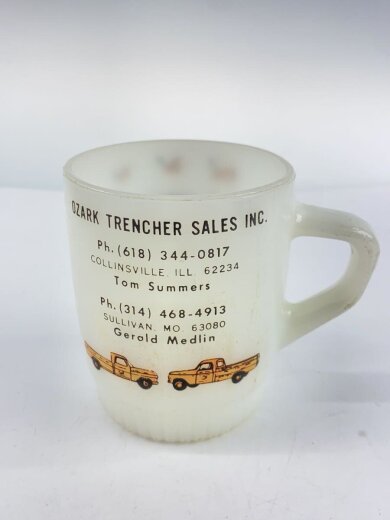 OZARK TRENCHER SALES INC.
Ph. (618) 344-0817
COLLINSVILLE, ILL. 62234
Tom Summers
Ph. (314) 468-4913
SULLIVAN, MO. 63080
Gerald Medlin